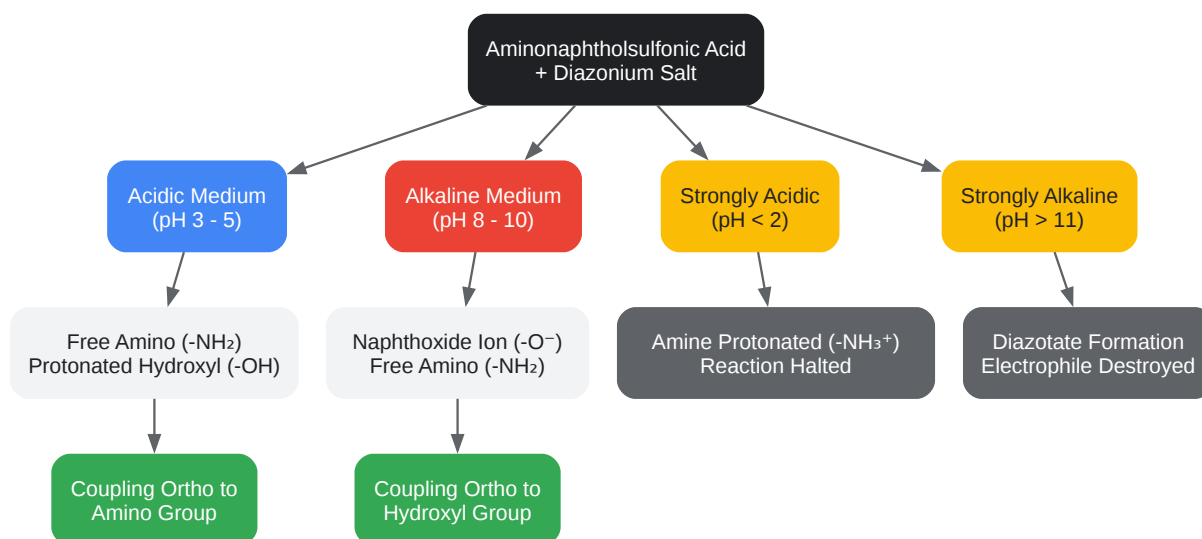 Aminonaphtholsulfonic Acid
+ Diazonium Salt
Acidic Medium
(pH 3 - 5)
Alkaline Medium
(pH 8 - 10)
Strongly Acidic
(pH < 2)
Strongly Alkaline
(pH > 11)
Free Amino (-NH₂)
Protonated Hydroxyl (-OH)
Naphthoxide Ion (-O⁻)
Free Amino (-NH₂)
Amine Protonated (-NH₃⁺)
Reaction Halted
Diazotate Formation
Electrophile Destroyed
Coupling Ortho to
Amino Group
Coupling Ortho to
Hydroxyl Group